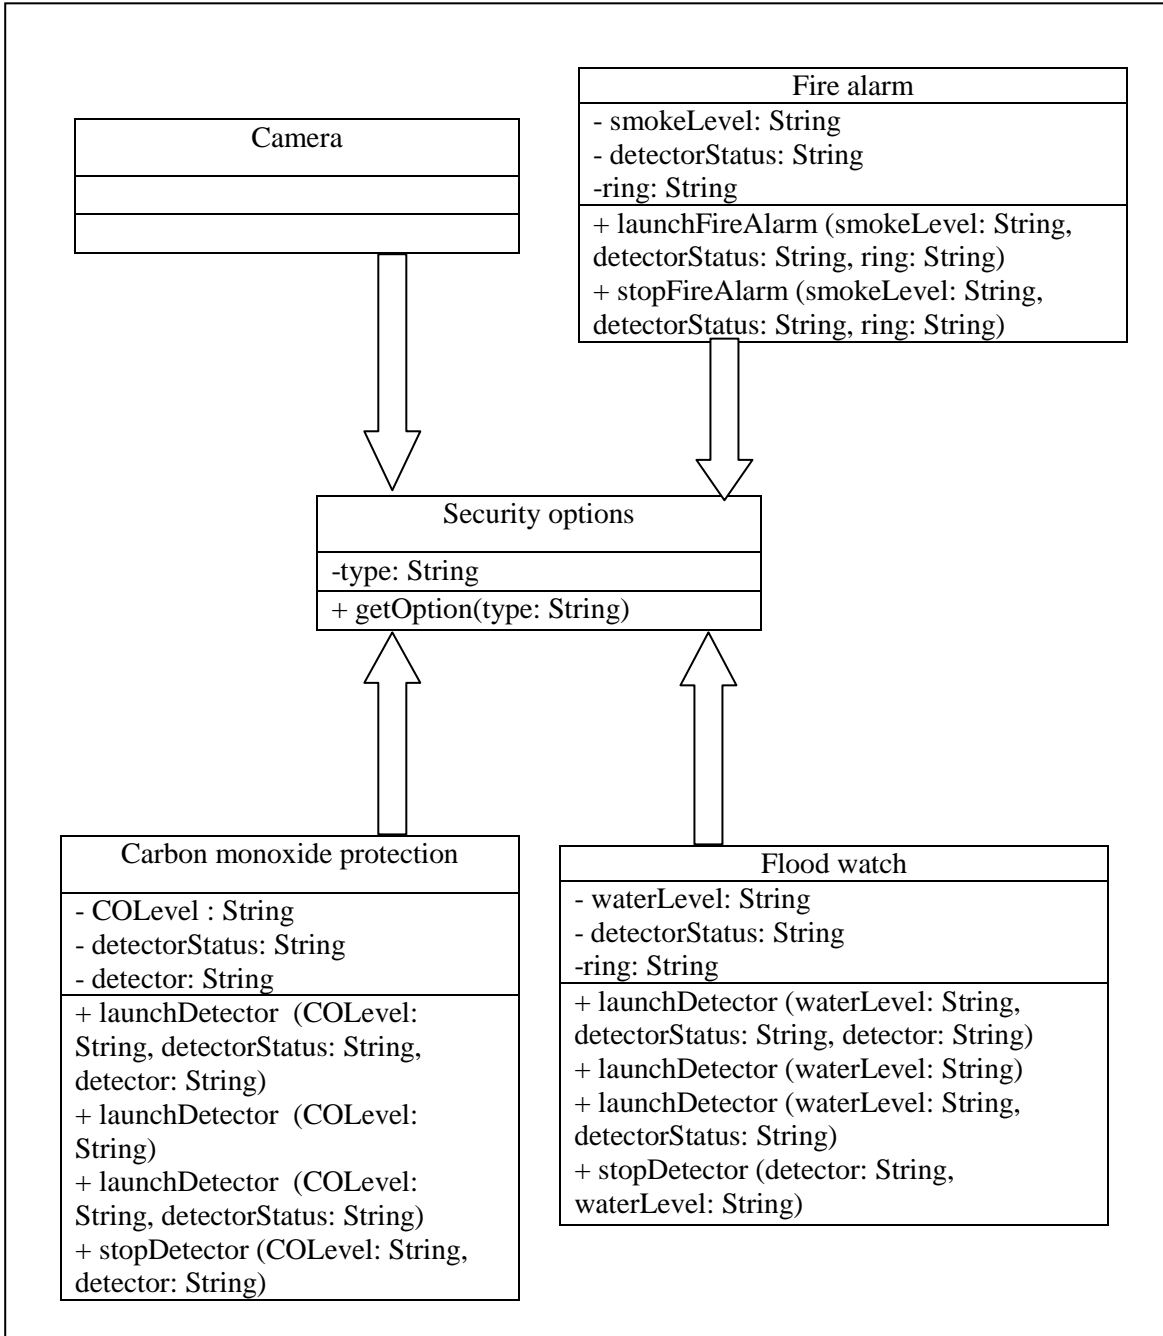 Camera
Fire alarm
- smokeLevel: String
- detectorStatus: String
-ring: String
+ launchFireAlarm (smokeLevel: String,
detectorStatus: String, ring: String)
+ stopFireAlarm (smokeLevel: String,
detectorStatus: String, ring: String)
Security options
-type: String
+ getOption(type: String)
Carbon monoxide protection
- COLevel : String
- detectorStatus: String
- detector: String
+ launchDetector  (COLevel:
String, detectorStatus: String,
detector: String)
+ launchDetector  (COLevel:
String)
+ launchDetector  (COLevel:
String, detectorStatus: String)
+ stopDetector (COLevel: String,
detector: String)
Flood watch
- waterLevel: String
- detectorStatus: String
-ring: String
+ launchDetector (waterLevel: String,
detectorStatus: String, detector: String)
+ launchDetector (waterLevel: String)
+ launchDetector (waterLevel: String,
detectorStatus: String)
+ stopDetector (detector: String,
waterLevel: String)